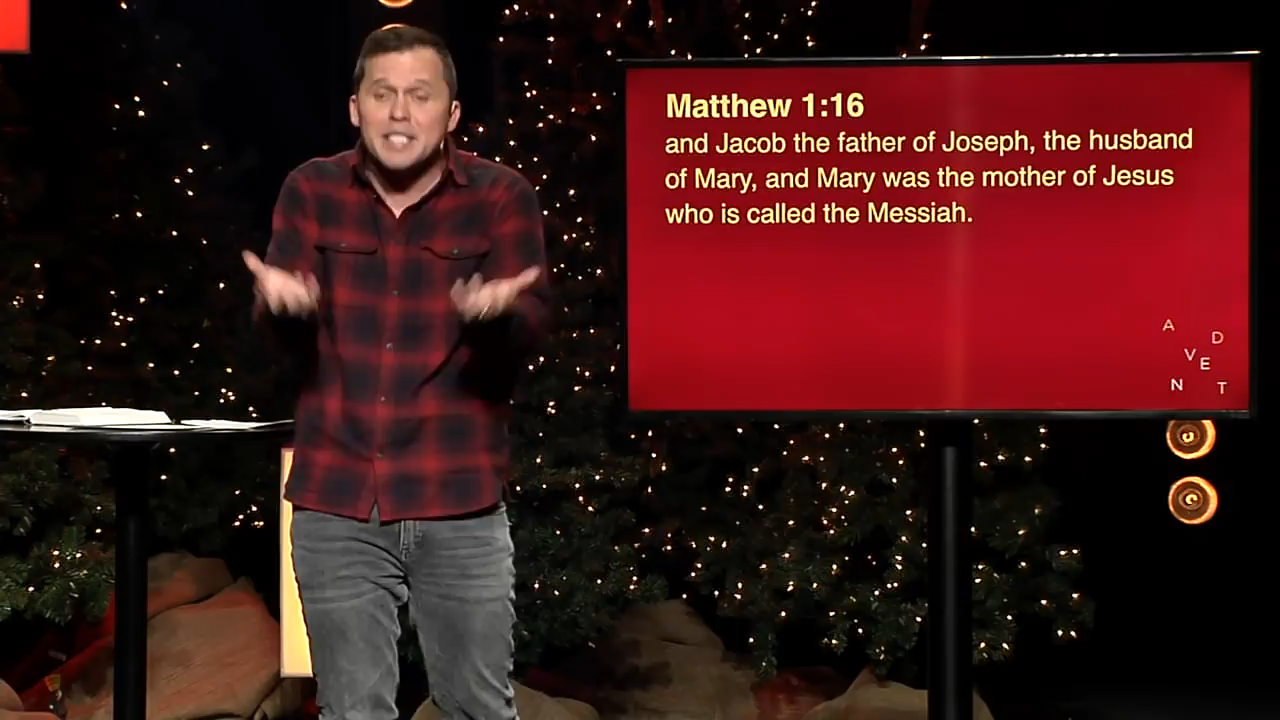 Matthew 1:16
and Jacob the father of Joseph, the husband
of Mary, and Mary was the mother of Jesus
who is called the Messiah.
A D
V E
N T